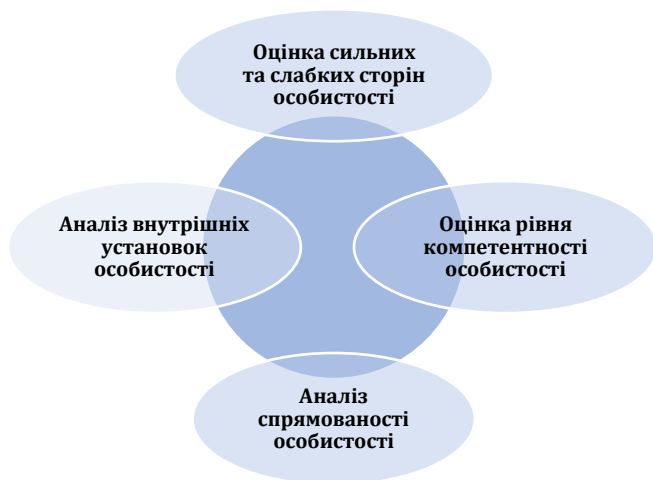 Оцінка сильних
та слабких сторін
особистості
Аналіз внутрішніх
установок
особистості
Оцінка рівня
компетентності
особистості
Аналіз
спрямованості
особистості